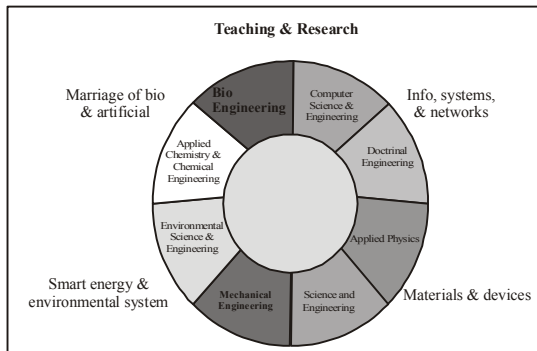 Teaching & Research
Marriage of bio
& artificial
Bio
Engineering
Computer
Science &
Engineering
Info, systems,
& networks
Applied
Chemistry &
Chemical
Engineering
Doctrinal
Engineering
Environmental
Science &
Engineering
Applied Physics
Smart energy &
environmental system
Mechanical
Engineering
Science and
Engineering
Materials & devices